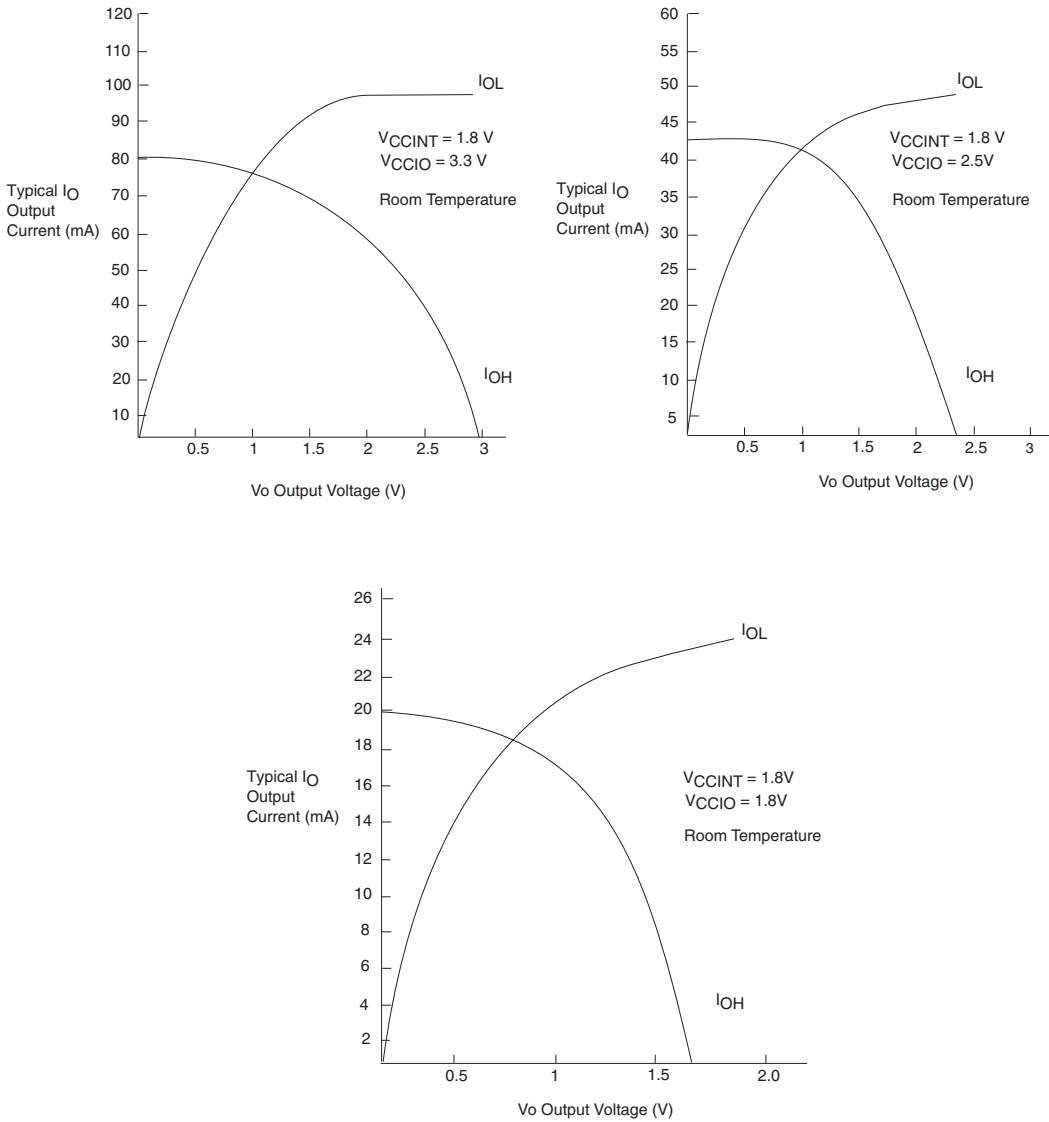 120
110
100
90
80
70
60
50
40
30
20
10
Typical IO
Output
Current (mA)
IOL
VCCINT = 1.8 V
VCCIO = 3.3 V
Room Temperature
IOH
0.5 1 1.5 2 2.5 3
Vo Output Voltage (V)
60
55
50
45
40
35
30
25
20
15
10
5
Typical IO
Output
Current (mA)
IOL
VCCINT = 1.8 V
VCCIO = 2.5V
Room Temperature
IOH
0.5 1 1.5 2 2.5 3
Vo Output Voltage (V)
26
24
22
20
18
16
14
12
10
8
6
4
2
Typical IO
Output
Current (mA)
IOL
VCCINT = 1.8V
VCCIO = 1.8V
Room Temperature
IOH
0.5 1 1.5 2.0
Vo Output Voltage (V)